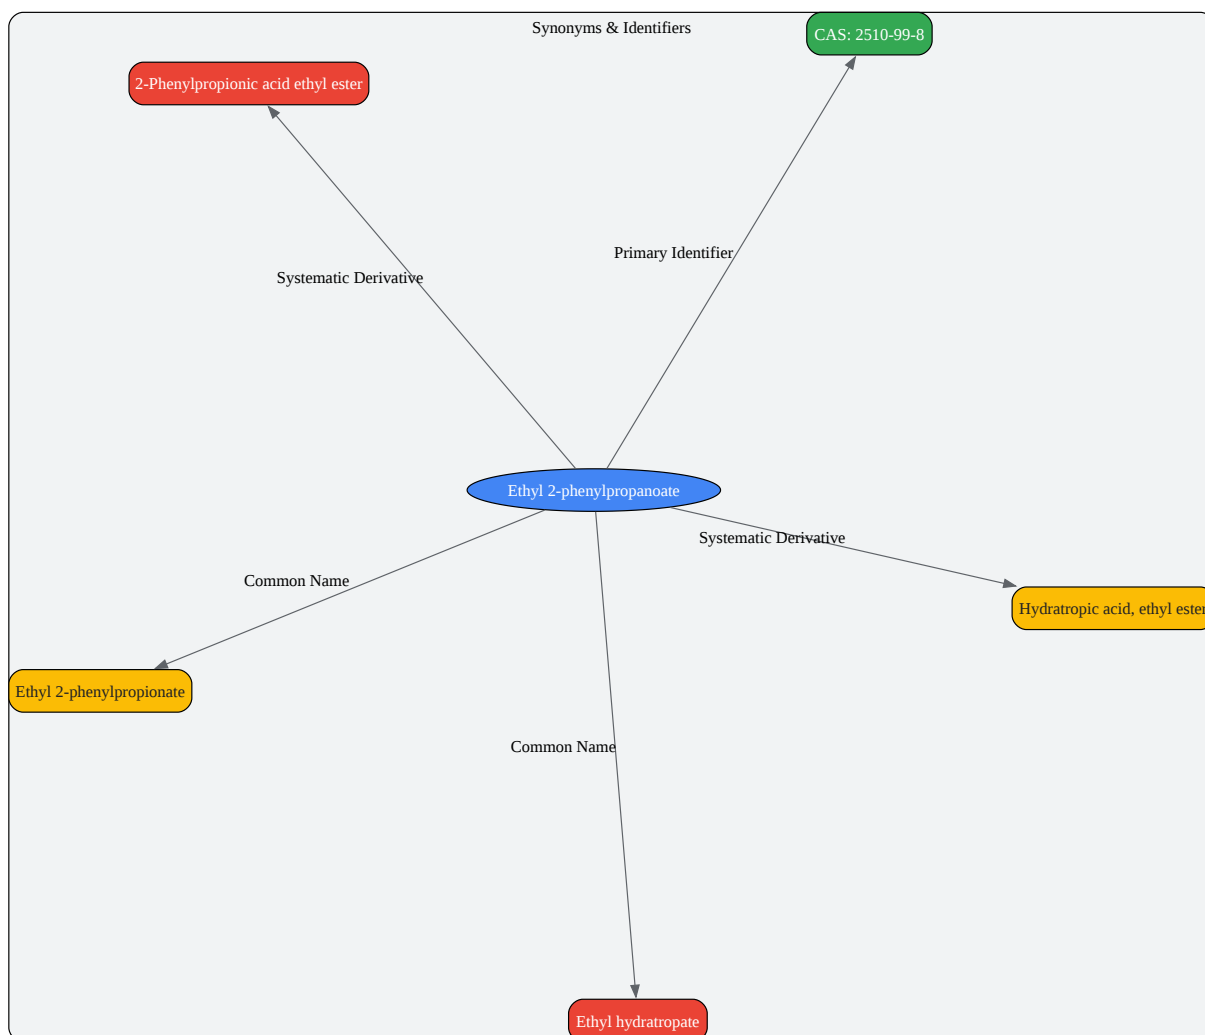 Synonyms & Identifiers
CAS: 2510-99-8
2-Phenylpropionic acid ethyl ester
Primary Identifier
Systematic Derivative
Ethyl 2-phenylpropanoate
Systematic Derivative
Common Name
Hydratropic acid, ethyl ester
Ethyl 2-phenylpropionate
Common Name
Ethyl hydratropate